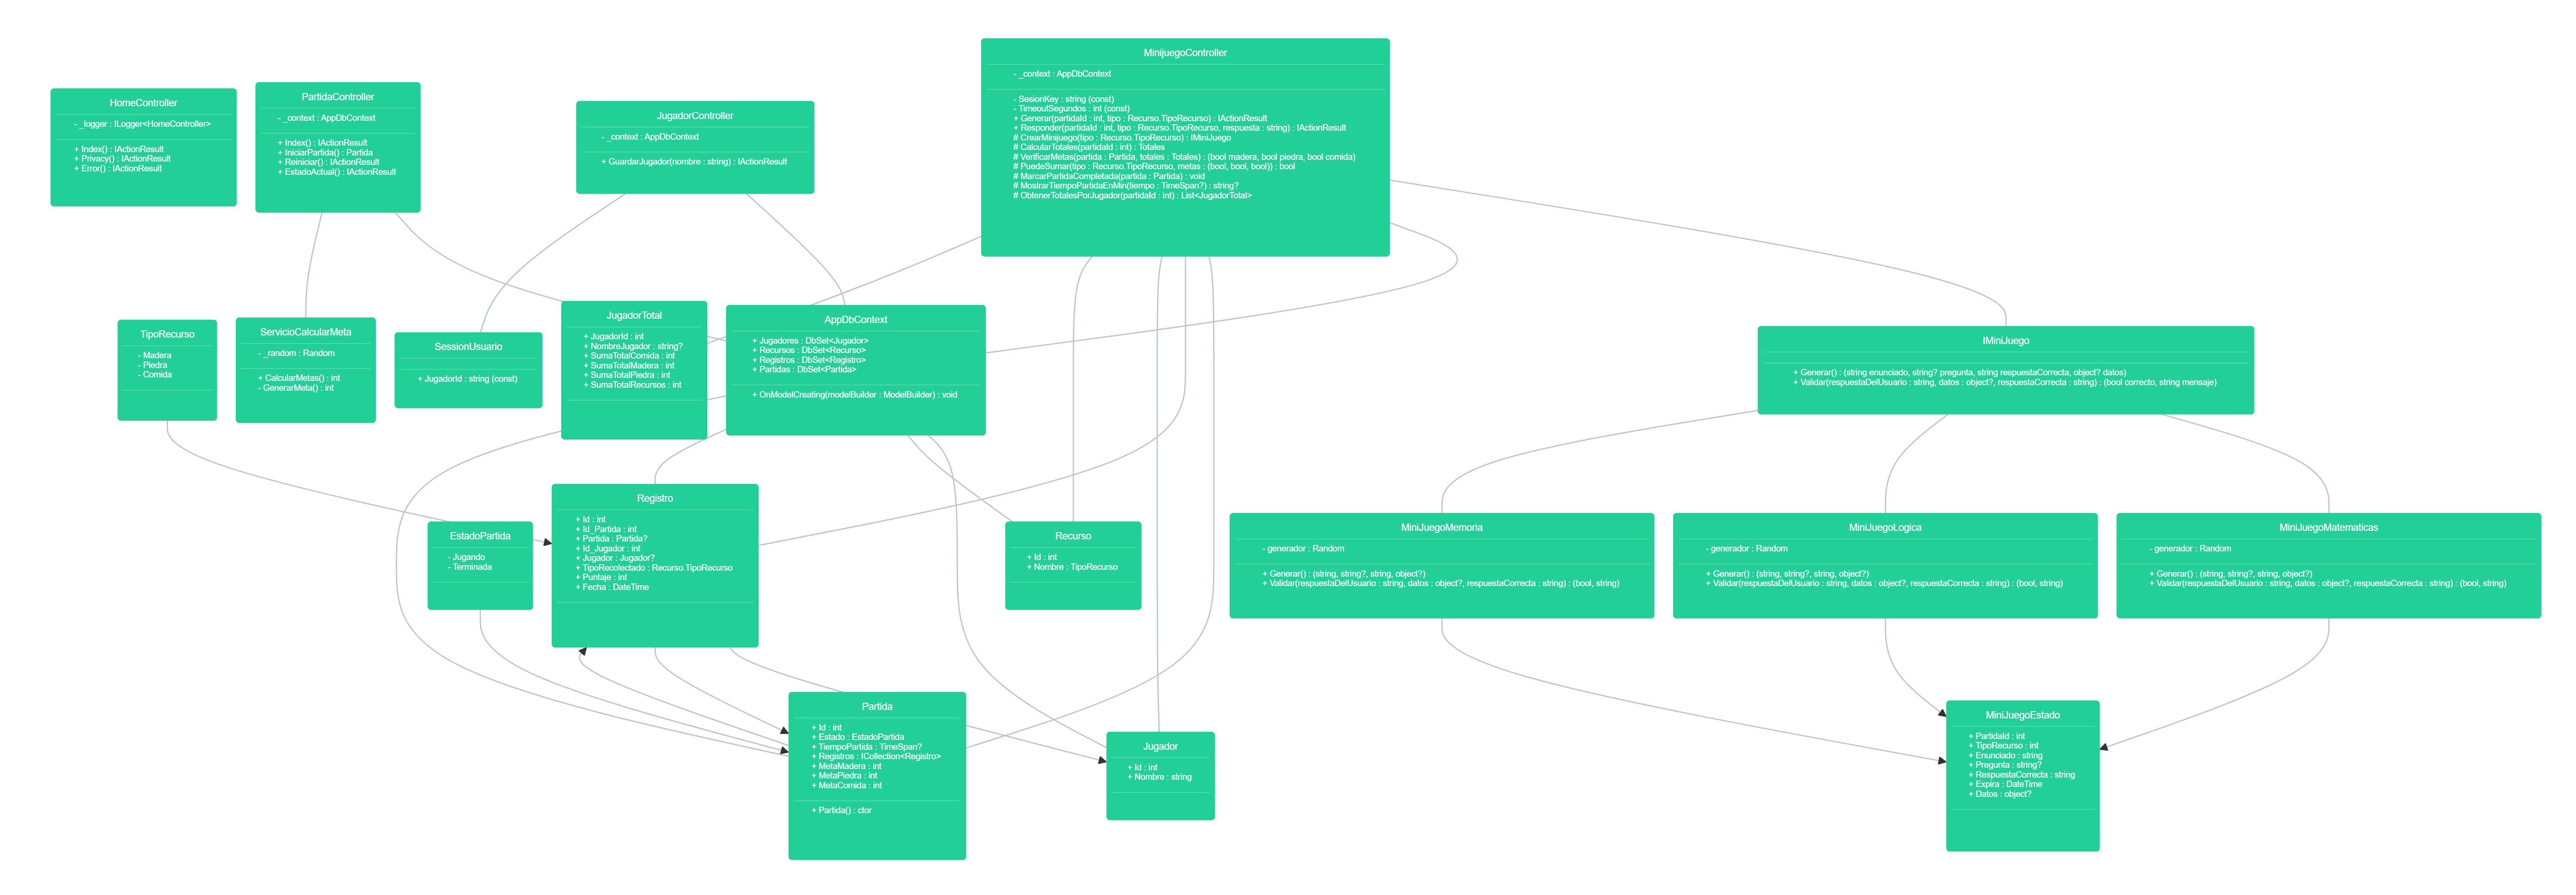 HomeController
- _logger : ILogger<HomeController>
+ Index() : IActionResult
+ Privacy() : IActionResult
+ Error() : IActionResult
PartidaController
- _context : AppDbContext
+ Index() : IActionResult
+ IniciarPartida() : Partida
+ Reiniciar() : IActionResult
+ EstadoActual() : IActionResult
JugadorController
- _context : AppDbContext
+ GuardarJugador(nombre : string) : IActionResult
MinijuegoController
- _context : AppDbContext
- SesionKey : string (const)
- TimeoutSegundos : int (const)
+ Generar(partidaId : int, tipo : Recurso.TipoRecurso) : IActionResult
+ Responder(partidaId : int, tipo : Recurso.TipoRecurso, respuesta : string) : IActionResult
# CrearMinijuego(tipo : Recurso.TipoRecurso) : IMiniJuego
# CalcularTotales(partidaId : int) : Totales
# VerificarMetas(partida : Partida, totales : Totales) : (bool madera, bool piedra, bool comida)
# PuedeSumar(tipo : Recurso.TipoRecurso, metas : (bool, bool, bool)) : bool
# MarcarPartidaCompletada(partida : Partida) : void
# MostrarTiempoPartidaEnMin(tiempo : TimeSpan?) : string?
# ObtenerTotalesPorJugador(partidaId : int) : List<JugadorTotal>
TipoRecurso
- Madera
- Piedra
- Comida
ServicioCalcularMeta
- _random : Random
+ CalcularMetas() : int
- GenerarMeta() : int
SessionUsuario
+ JugadorId : string (const)
JugadorTotal
+ JugadorId : int
+ NombreJugador : string?
+ SumaTotalComida : int
+ SumaTotalMadera : int
+ SumaTotalPiedra : int
+ SumaTotalRecursos : int
AppDbContext
+ Jugadores : DbSet<Jugador>
+ Recursos : DbSet<Recurso>
+ Registros : DbSet<Registro>
+ Partidas : DbSet<Partida>
+ OnModelCreating(modelBuilder : ModelBuilder) : void
IMiniJuego
+ Generar() : (string enunciado, string? pregunta, string respuestaCorrecta, object? datos)
+ Validar(respuestaDelUsuario : string, datos : object?, respuestaCorrecta : string) : (bool correcto, string mensaje)
EstadoPartida
- Jugando
- Terminada
Registro
+ Id : int
+ Id_Partida : int
+ Partida : Partida?
+ Id_Jugador : int
+ Jugador : Jugador?
+ TipoRecolectado : Recurso.TipoRecurso
+ Puntaje : int
+ Fecha : DateTime
Recurso
+ Id : int
+ Nombre : TipoRecurso
MiniJuegoMemoria
- generador : Random
+ Generar() : (string, string?, string, object?)
+ Validar(respuestaDelUsuario : string, datos : object?, respuestaCorrecta : string) : (bool, string)
MiniJuegoLogica
- generador : Random
+ Generar() : (string, string?, string, object?)
+ Validar(respuestaDelUsuario : string, datos : object?, respuestaCorrecta : string) : (bool, string)
MiniJuegoMatematicas
- generador : Random
+ Generar() : (string, string?, string, object?)
+ Validar(respuestaDelUsuario : string, datos : object?, respuestaCorrecta : string) : (bool, string)
Partida
+ Id : int
+ Estado : EstadoPartida
+ TiempoPartida : TimeSpan?
+ Registros : ICollection<Registro>
+ MetaMadera : int
+ MetaPiedra : int
+ MetaComida : int
+ Partida() : ctor
Jugador
+ Id : int
+ Nombre : string
MiniJuegoEstado
+ PartidaId : int
+ TipoRecurso : int
+ Enunciado : string
+ Pregunta : string?
+ RespuestaCorrecta : string
+ Expira : DateTime
+ Datos : object?